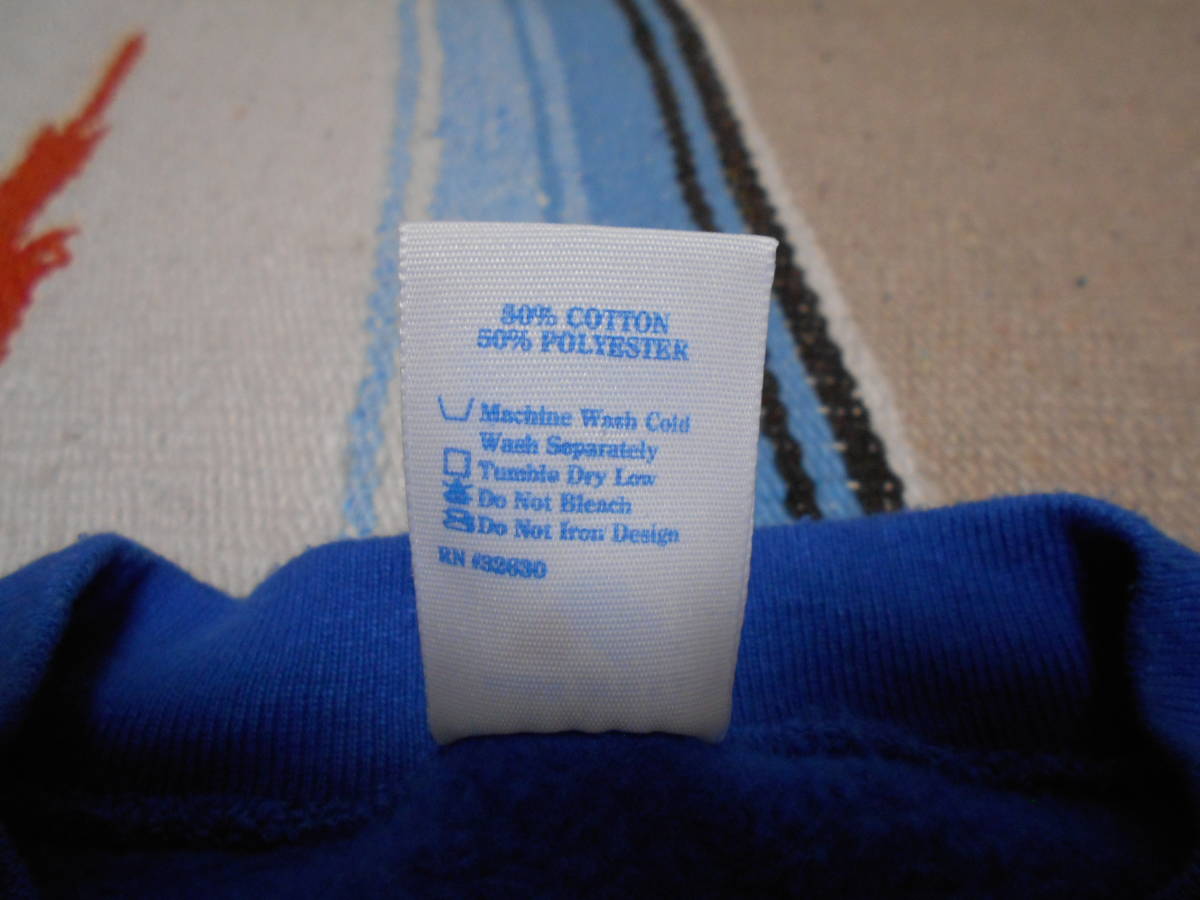 50% COTTON
50% POLYESTER
Machine Wash Cold
Wash Separately
Tumble Dry Low
Do Not Bleach
Do Not Iron Design
RN #32630